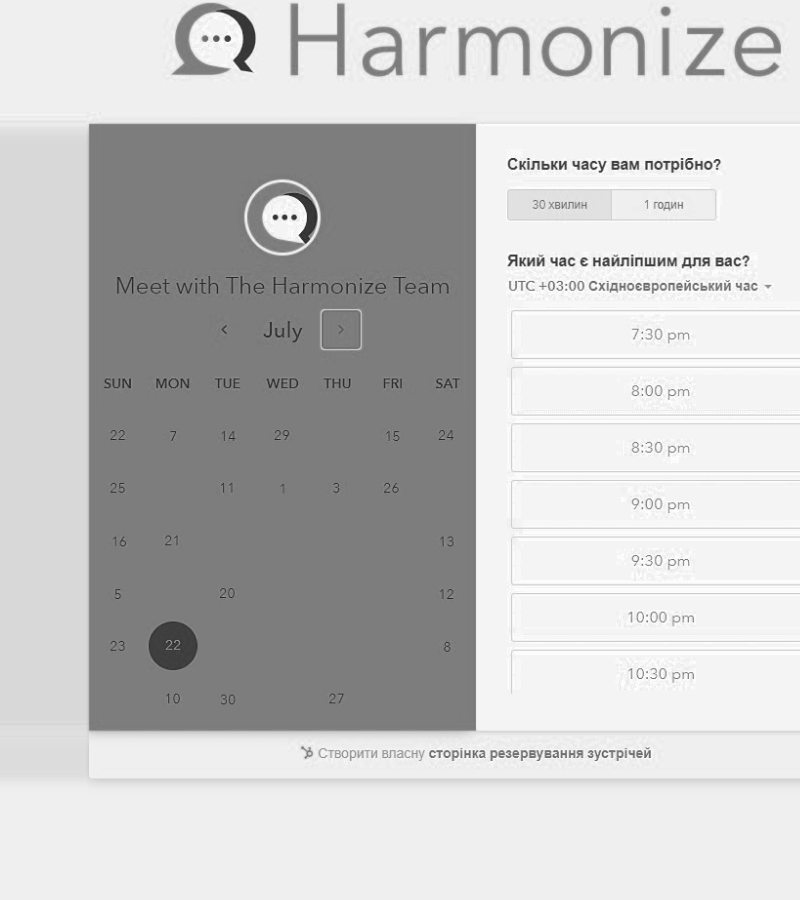 Harmonize
Meet with The Harmonize Team
July
SUN MON TUE WED THU FRI SAT
22 7 14 29 15 24
25 11 1 3 26
16 21 13
5 20 12
23 22 8
10 30 27
Скільки часу вам потрібно?
30 хвилин 1 годин
Який час є найліпшим для вас?
UTC +03:00 Східноєвропейський час
7:30 pm
8:00 pm
8:30 pm
9:00 pm
9:30 pm
10:00 pm
10:30 pm
Створити власну сторінка резервування зустрічей